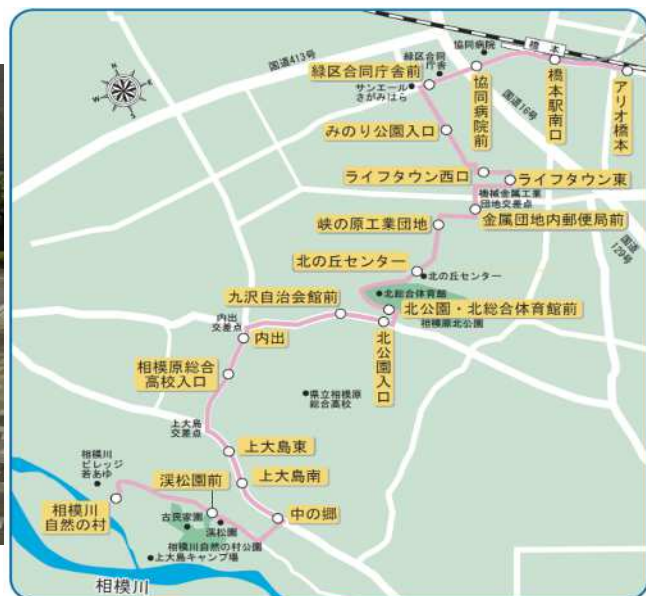 協同病院
橋本
国道413号
緑区合同
庁舎
緑区合同庁舎前
サンエール
さがみはら
協同病院前
橋本駅南口
アリオ橋本
国道16号
みのり公園入口
ライフタウン西口
ライフタウン東
機械金属工業
団地交差点
金属団地内郵便局前
峡の原工業団地
国道
129号
北の丘センター
北の丘センター
北総合体育館
九沢自治会館前
北公園・北総合体育館前
相模原北公園
内出
交差点
内出
北公園入口
相模原総合
高校入口
県立相模原
総合高校
上大島
交差点
上大島東
相模川
ビレッジ
若あゆ
渓松園前
上大島南
相模川
自然の村
古民家園
渓松園
中の郷
相模川自然の村公園
上大島キャンプ場
相模川
N
E
S
W